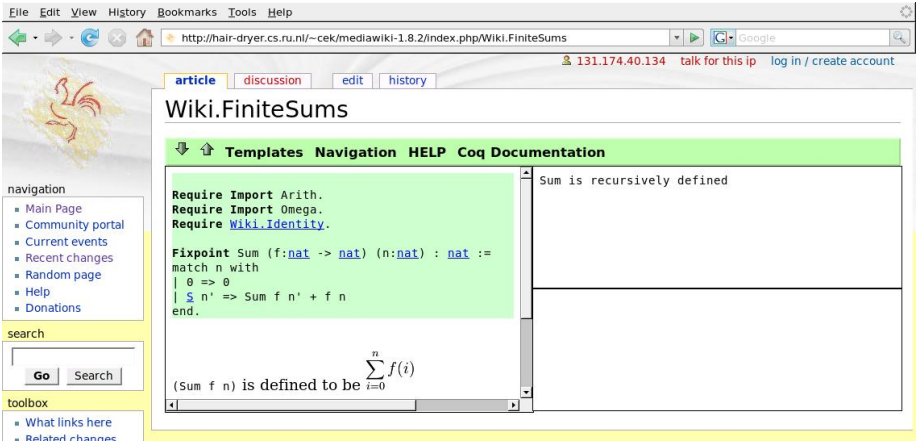 File Edit View History Bookmarks Tools Help
http://hair-dryer.cs.ru.nl/~cek/mediawiki-1.8.2/index.php/Wiki.FiniteSums
G Google
131.174.40.134 talk for this ip log in / create account
article discussion edit history
Wiki.FiniteSums
Templates Navigation HELP Coq Documentation
Require Import Arith.
Require Import Omega.
Require Wiki.Identity.
Fixpoint Sum (f:nat -> nat) (n:nat) : nat :=
match n with
| 0 => 0
| S n' => Sum f n' + f n
end.
(Sum f n) is defined to be ∑_{i=0}^{n} f(i)
Sum is recursively defined
navigation
Main Page
Community portal
Current events
Recent changes
Random page
Help
Donations
search
Go Search
toolbox
What links here
Related changes